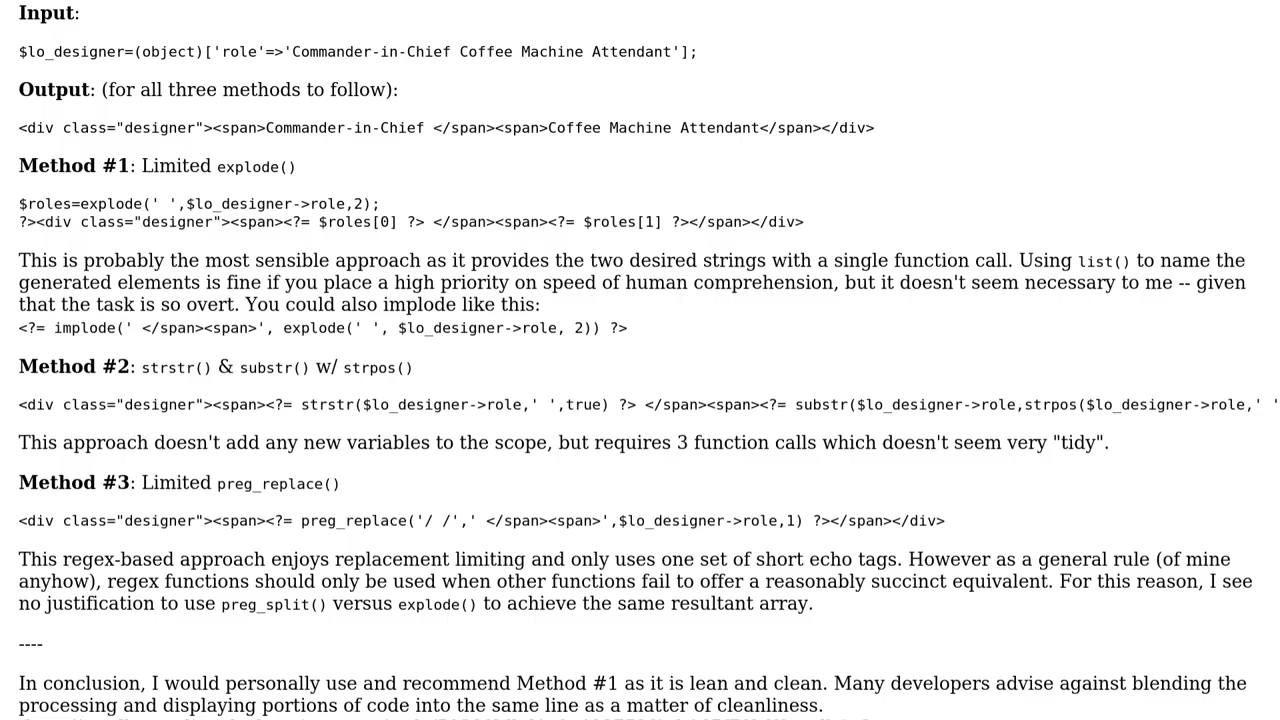 Input:
$lo_designer=(object)['role'=>'Commander-in-Chief Coffee Machine Attendant'];
Output: (for all three methods to follow):
<div class="designer"><span>Commander-in-Chief </span><span>Coffee Machine Attendant</span></div>
Method #1: Limited explode()
$roles=explode(' ',$lo_designer->role,2);
?><div class="designer"><span><?= $roles[0] ?> </span><span><?= $roles[1] ?></span></div>
This is probably the most sensible approach as it provides the two desired strings with a single function call. Using list() to name the
generated elements is fine if you place a high priority on speed of human comprehension, but it doesn't seem necessary to me -- given
that the task is so overt. You could also implode like this:
<?= implode(' </span><span>', explode(' ', $lo_designer->role, 2)) ?>
Method #2: strstr() & substr() w/ strpos()
<div class="designer"><span><?= strstr($lo_designer->role,' ',true) ?> </span><span><?= substr($lo_designer->role,strpos($lo_designer->role,' '
This approach doesn't add any new variables to the scope, but requires 3 function calls which doesn't seem very "tidy".
Method #3: Limited preg_replace()
<div class="designer"><span><?= preg_replace('/ /',' </span><span>',$lo_designer->role,1) ?></span></div>
This regex-based approach enjoys replacement limiting and only uses one set of short echo tags. However as a general rule (of mine
anyhow), regex functions should only be used when other functions fail to offer a reasonably succinct equivalent. For this reason, I see
no justification to use preg_split() versus explode() to achieve the same resultant array.
----
In conclusion, I would personally use and recommend Method #1 as it is lean and clean. Many developers advise against blending the
processing and displaying portions of code into the same line as a matter of cleanliness.